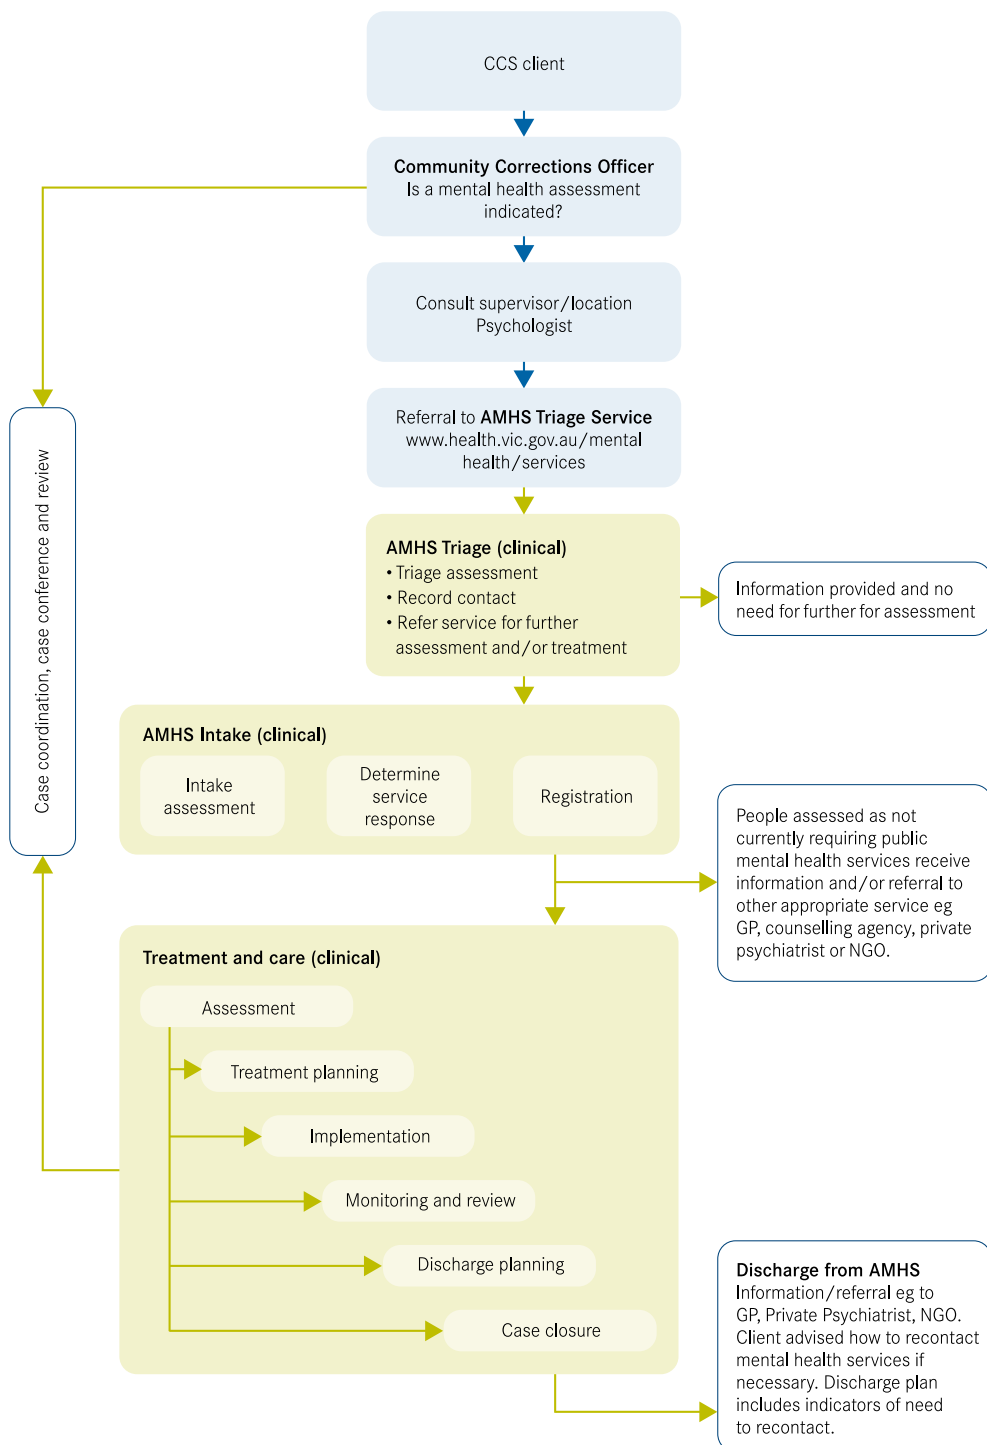 CCS client
Community Corrections Officer
Is a mental health assessment
indicated?
Consult supervisor/location
Psychologist
Referral to AMHS Triage Service
www.health.vic.gov.au/mental
health/services
AMHS Triage (clinical)
• Triage assessment
• Record contact
• Refer service for further
assessment and/or treatment
Information provided and no
need for further for assessment
Case coordination, case conference and review
AMHS Intake (clinical)
Intake
assessment
Determine
service
response
Registration
People assessed as not
currently requiring public
mental health services receive
information and/or referral to
other appropriate service eg
GP, counselling agency, private
psychiatrist or NGO.
Treatment and care (clinical)
Assessment
Treatment planning
Implementation
Monitoring and review
Discharge planning
Case closure
Discharge from AMHS
Information/referral eg to
GP, Private Psychiatrist, NGO.
Client advised how to recontact
mental health services if
necessary. Discharge plan
includes indicators of need
to recontact.